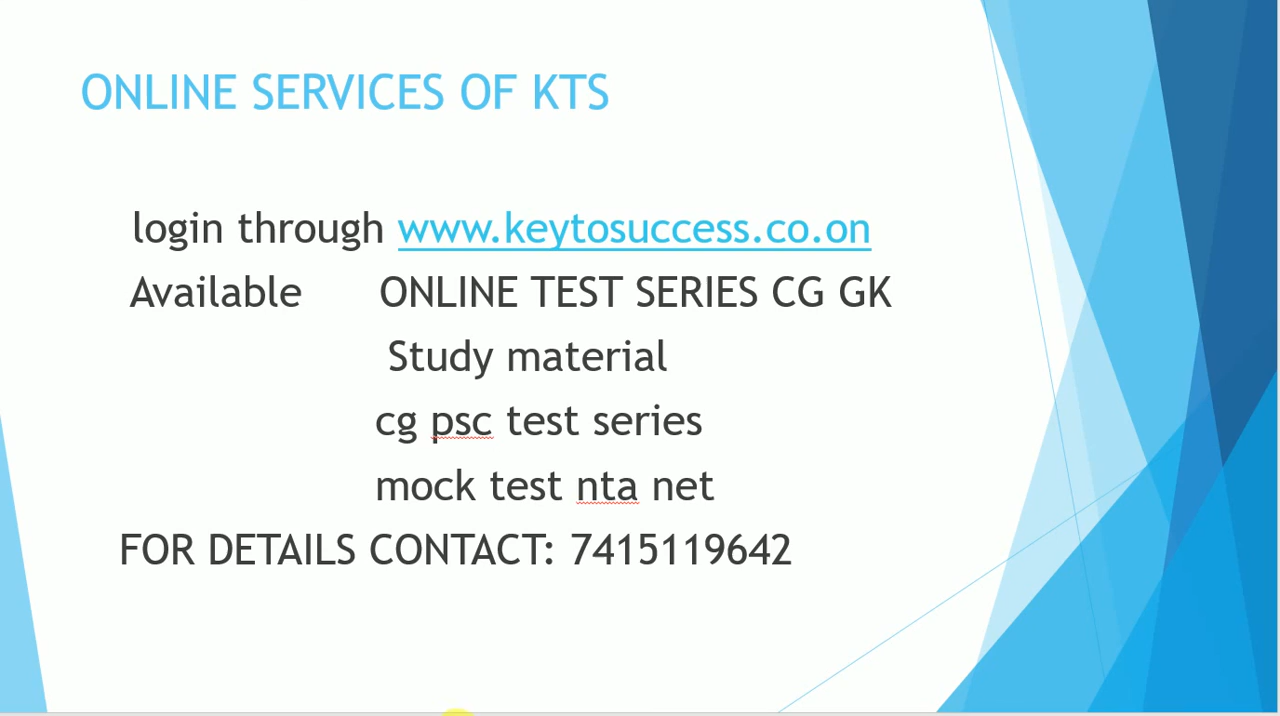 ONLINE SERVICES OF KTS
login through www.keytosuccess.co.on
Available ONLINE TEST SERIES CG GK
Study material
cg psc test series
mock test nta net
FOR DETAILS CONTACT: 7415119642